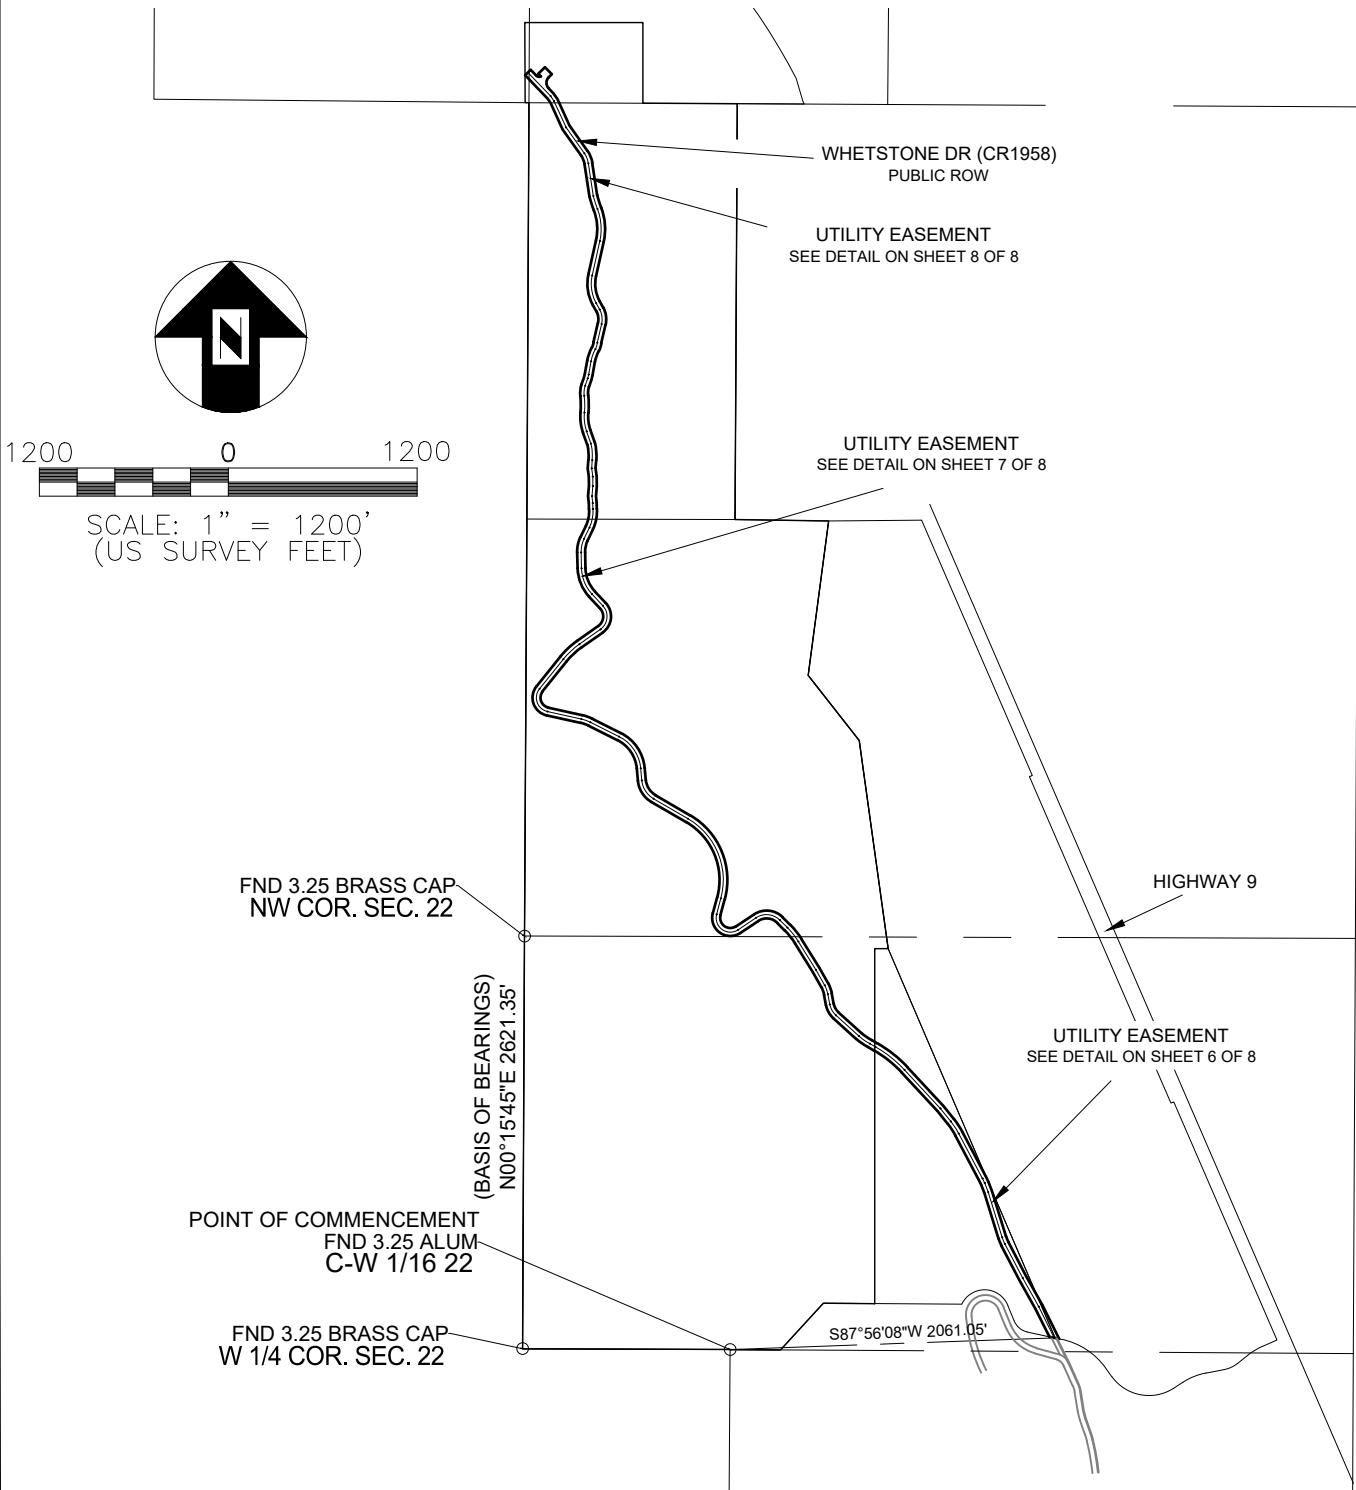 WHETSTONE DR (CR1958)
PUBLIC ROW
UTILITY EASEMENT
SEE DETAIL ON SHEET 8 OF 8
N
1200 0 1200
SCALE: 1" = 1200'
(US SURVEY FEET)
UTILITY EASEMENT
SEE DETAIL ON SHEET 7 OF 8
FND 3.25 BRASS CAP
NW COR. SEC. 22
HIGHWAY 9
(BASIS OF BEARINGS)
N00°15'45"E 2621.35'
UTILITY EASEMENT
SEE DETAIL ON SHEET 6 OF 8
POINT OF COMMENCEMENT
FND 3.25 ALUM
C-W 1/16 22
FND 3.25 BRASS CAP
W 1/4 COR. SEC. 22
S87°56'08"W 2061.05'